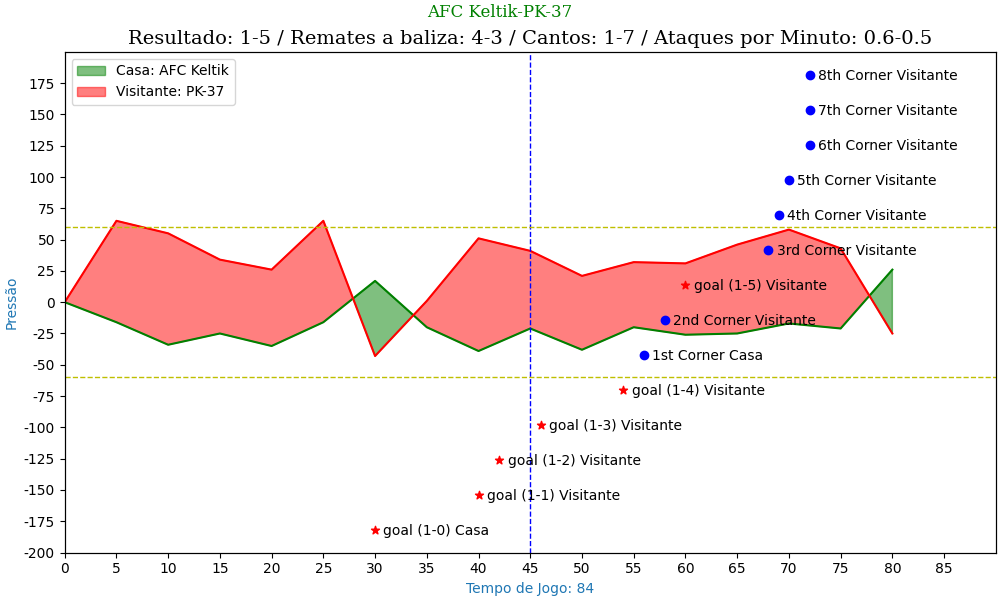 AFC Keltik-PK-37
Resultado: 1-5 / Remates a baliza: 4-3 / Cantos: 1-7 / Ataques por Minuto: 0.6-0.5
Casa: AFC Keltik
Visitante: PK-37
8th Corner Visitante
7th Corner Visitante
6th Corner Visitante
5th Corner Visitante
4th Corner Visitante
3rd Corner Visitante
goal (1-5) Visitante
2nd Corner Visitante
1st Corner Casa
goal (1-4) Visitante
goal (1-3) Visitante
goal (1-2) Visitante
goal (1-1) Visitante
goal (1-0) Casa
Pressão
175
150
125
100
75
50
25
0
-25
-50
-75
-100
-125
-150
-175
-200
0 5 10 15 20 25 30 35 40 45 50 55 60 65 70 75 80 85
Tempo de Jogo: 84